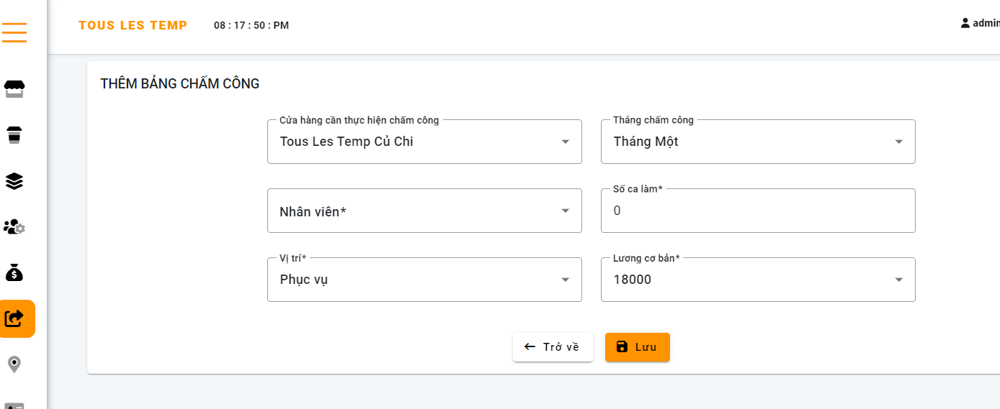 TOUS LES TEMP 08 : 17 : 50 : PM admin
THÊM BẢNG CHẤM CÔNG
Cửa hàng cần thực hiện chấm công Tháng chấm công
Tous Les Temp Củ Chi Tháng Một
Số ca làm*
Nhân viên* 0
Vị trí* Lương cơ bản*
Phục vụ 18000
Trở về Lưu